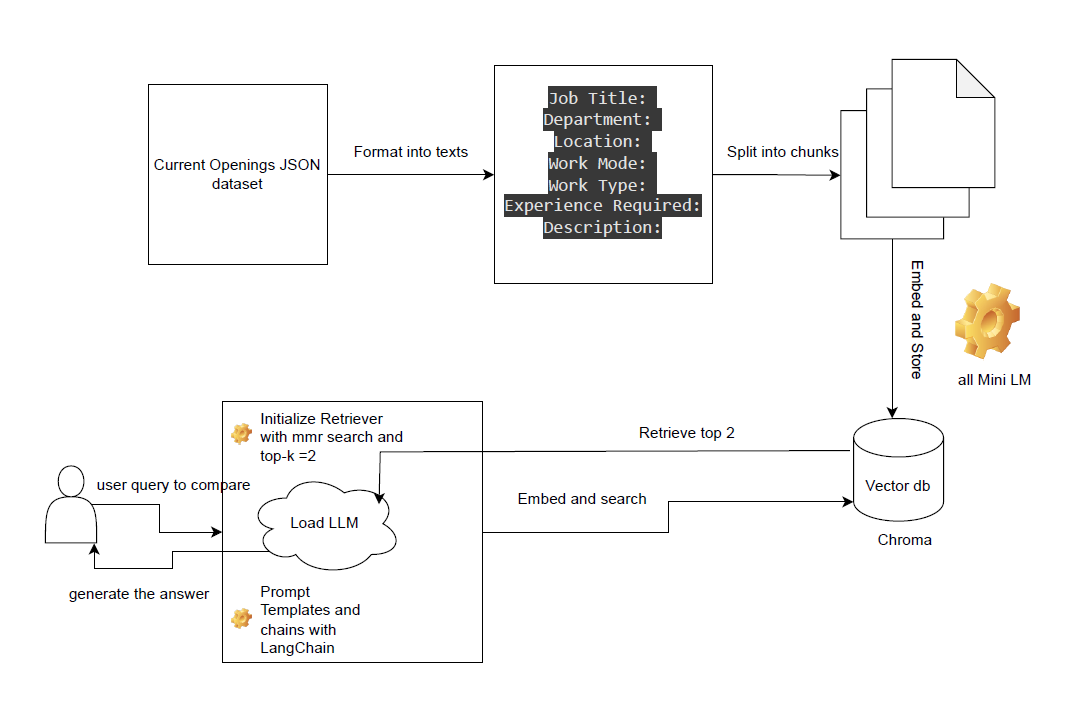 Current Openings JSON
dataset
Format into texts
Job Title:
Department:
Location:
Work Mode:
Work Type:
Experience Required:
Description:
Split into chunks
Embed and Store
all Mini LM
Initialize Retriever
with mmr search and
top-k =2
Retrieve top 2
user query to compare
Load LLM
Embed and search
Vector db
Chroma
generate the answer
Prompt
Templates and
chains with
LangChain